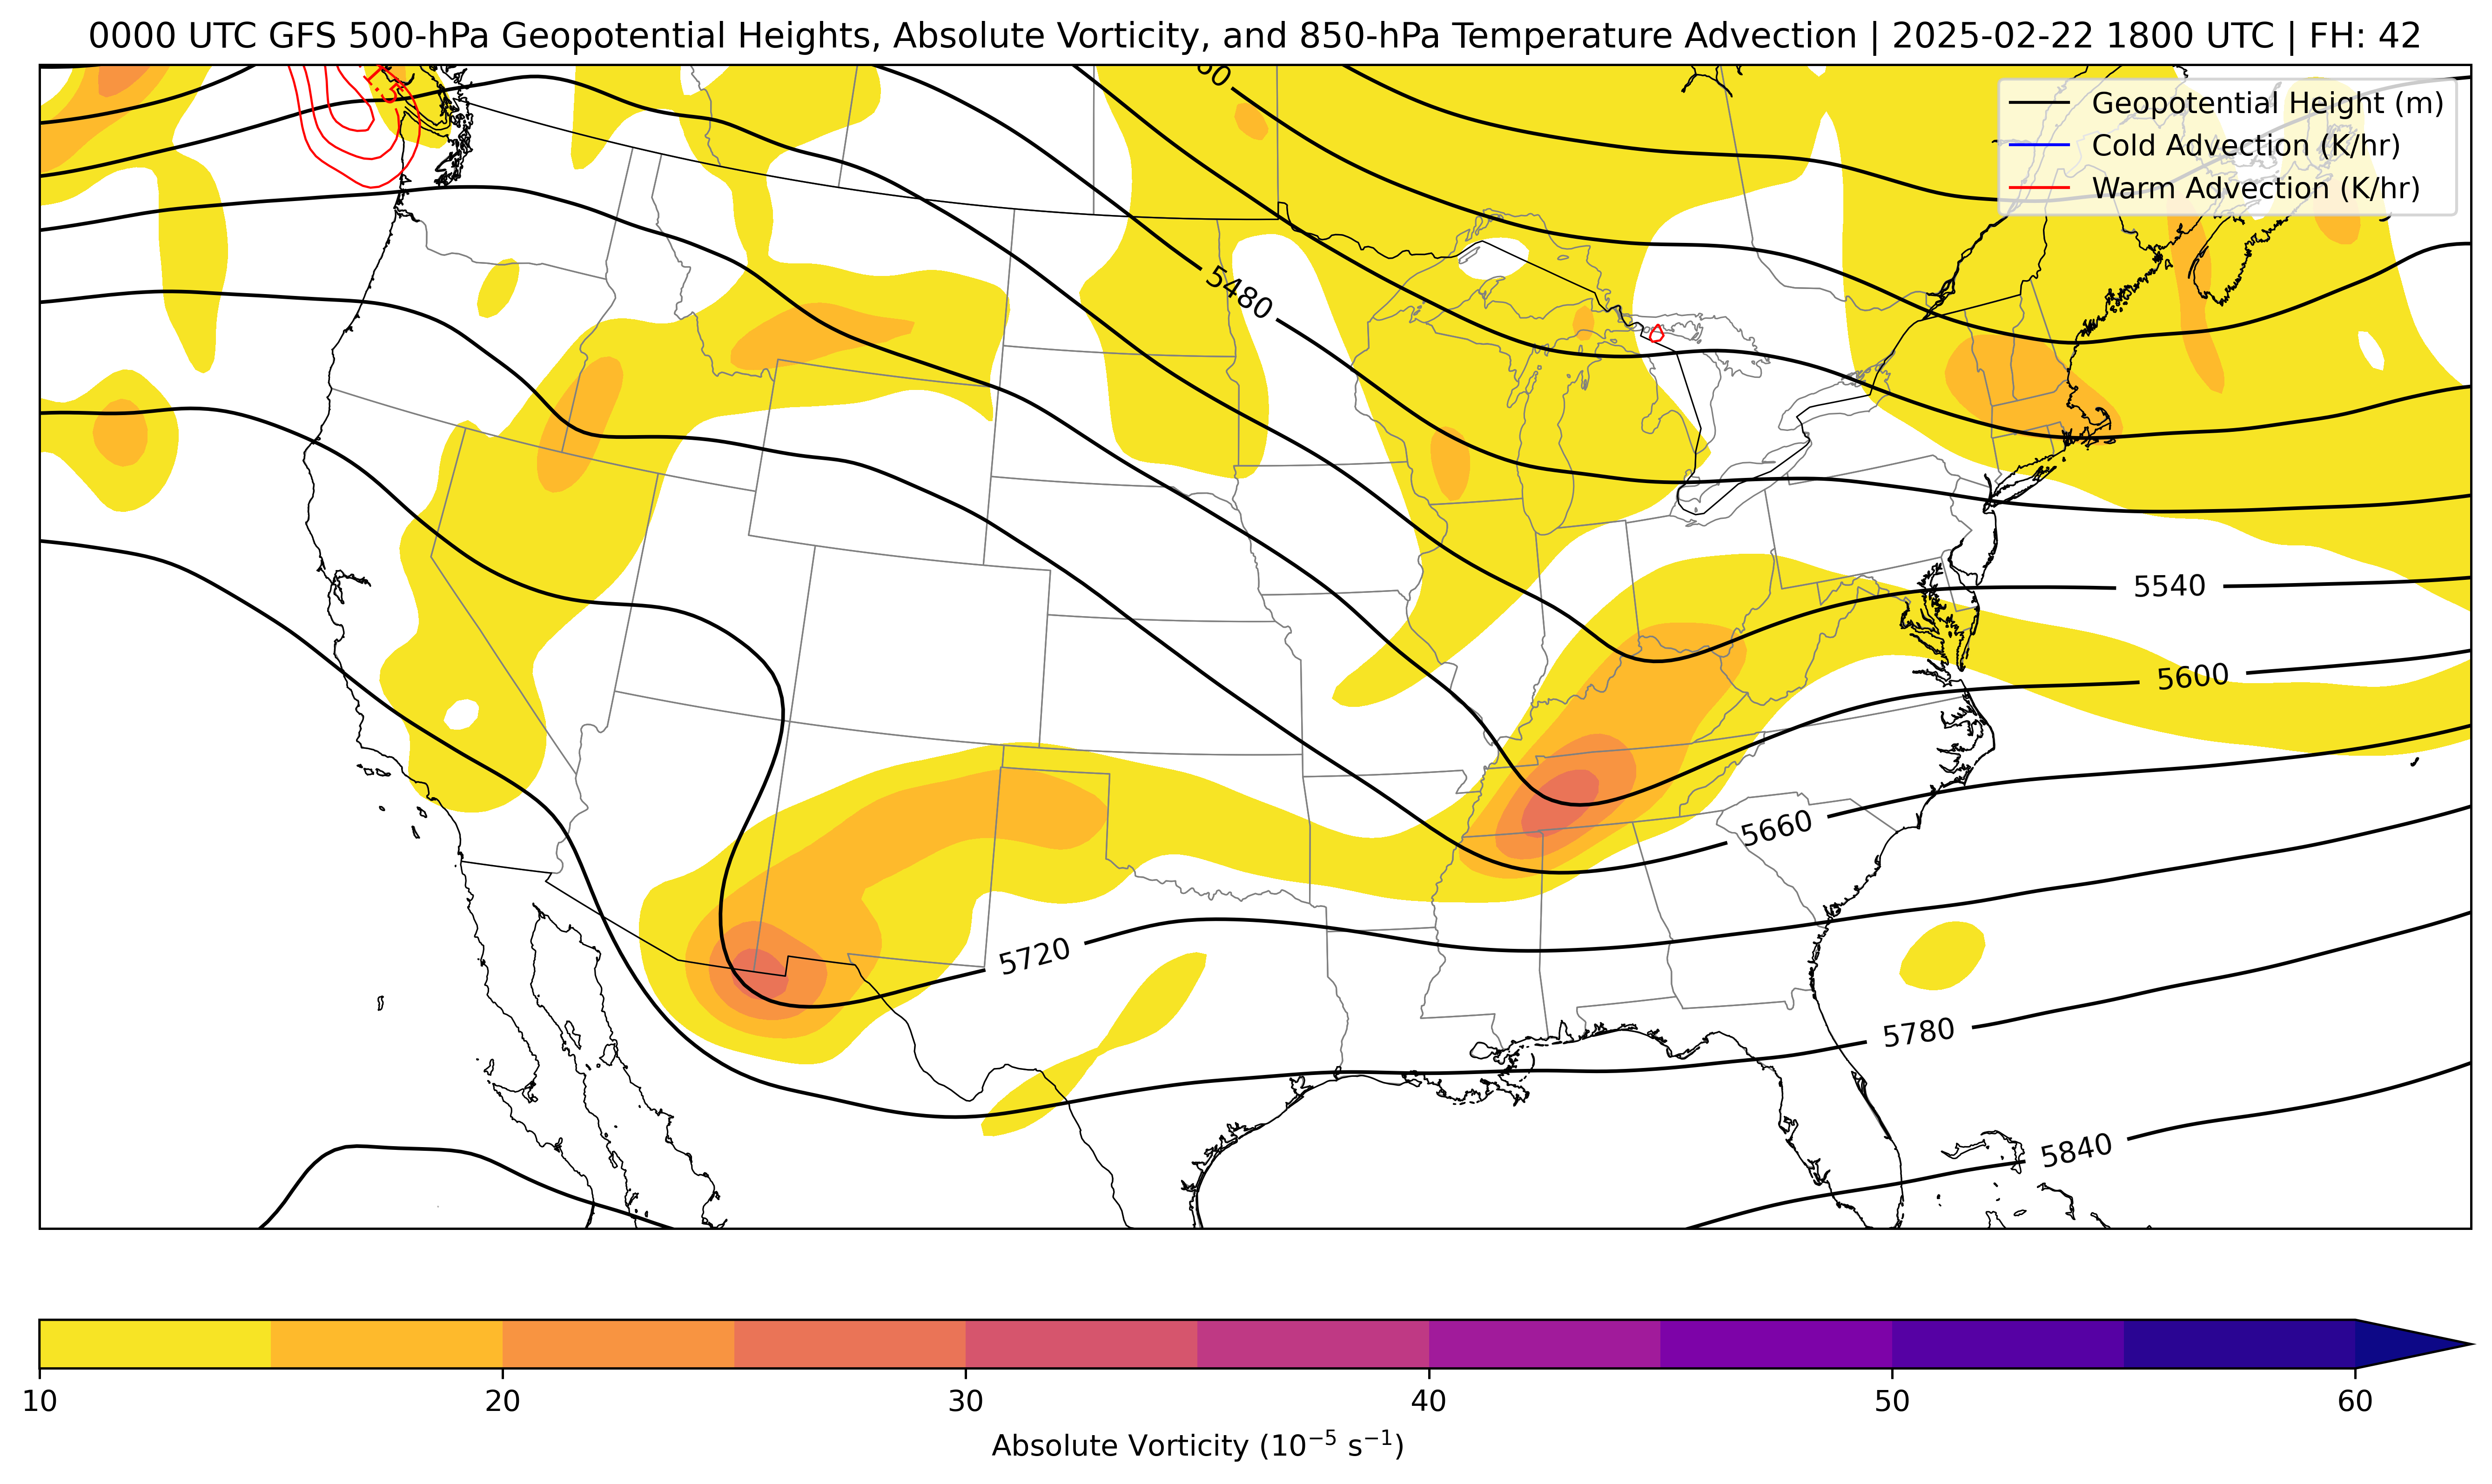 0000 UTC GFS 500-hPa Geopotential Heights, Absolute Vorticity, and 850-hPa Temperature Advection | 2025-02-22 1800 UTC | FH: 42
Geopotential Height (m)
Cold Advection (K/hr)
Warm Advection (K/hr)
5480
5540
5600
5660
5720
5780
5840
10 20 30 40 50 60
Absolute Vorticity (10⁻⁵ s⁻¹)